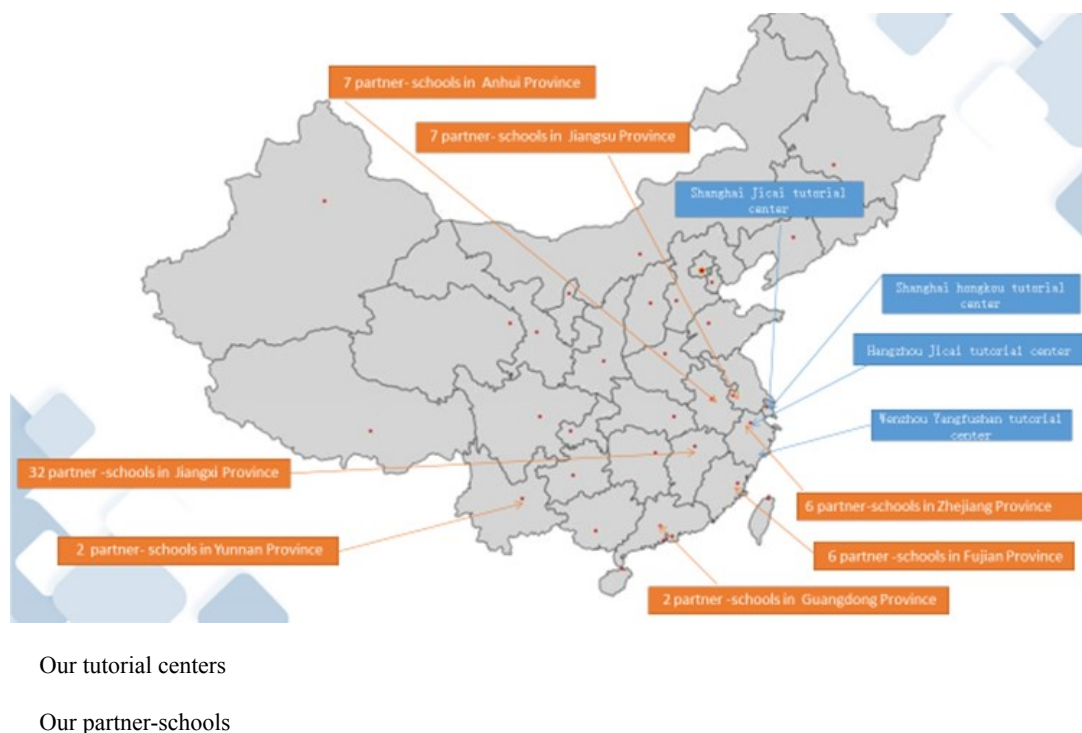 7 partner- schools in Anhui Province
7 partner- schools in Jiangsu Province
Shanghai Jicai tutorial
center
Shanghai hongkou tutorial
center
Hangzhou Jicai tutorial center
Wenzhou Yangfushan tutorial
center
32 partner -schools in Jiangxi Province
6 partner-schools in Zhejiang Province
2 partner- schools in Yunnan Province
6 partner -schools in Fujian Province
2 partner -schools in Guangdong Province
Our tutorial centers
Our partner-schools